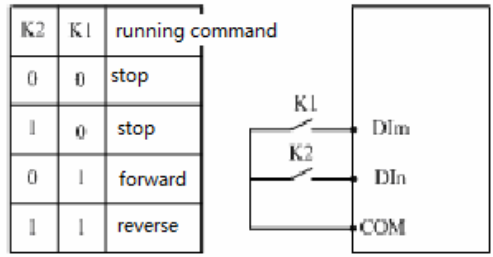 K2 K1 running command
0 0 stop
1 0 stop
0 1 forward
1 1 reverse
K1
DIm
K2
DIn
COM